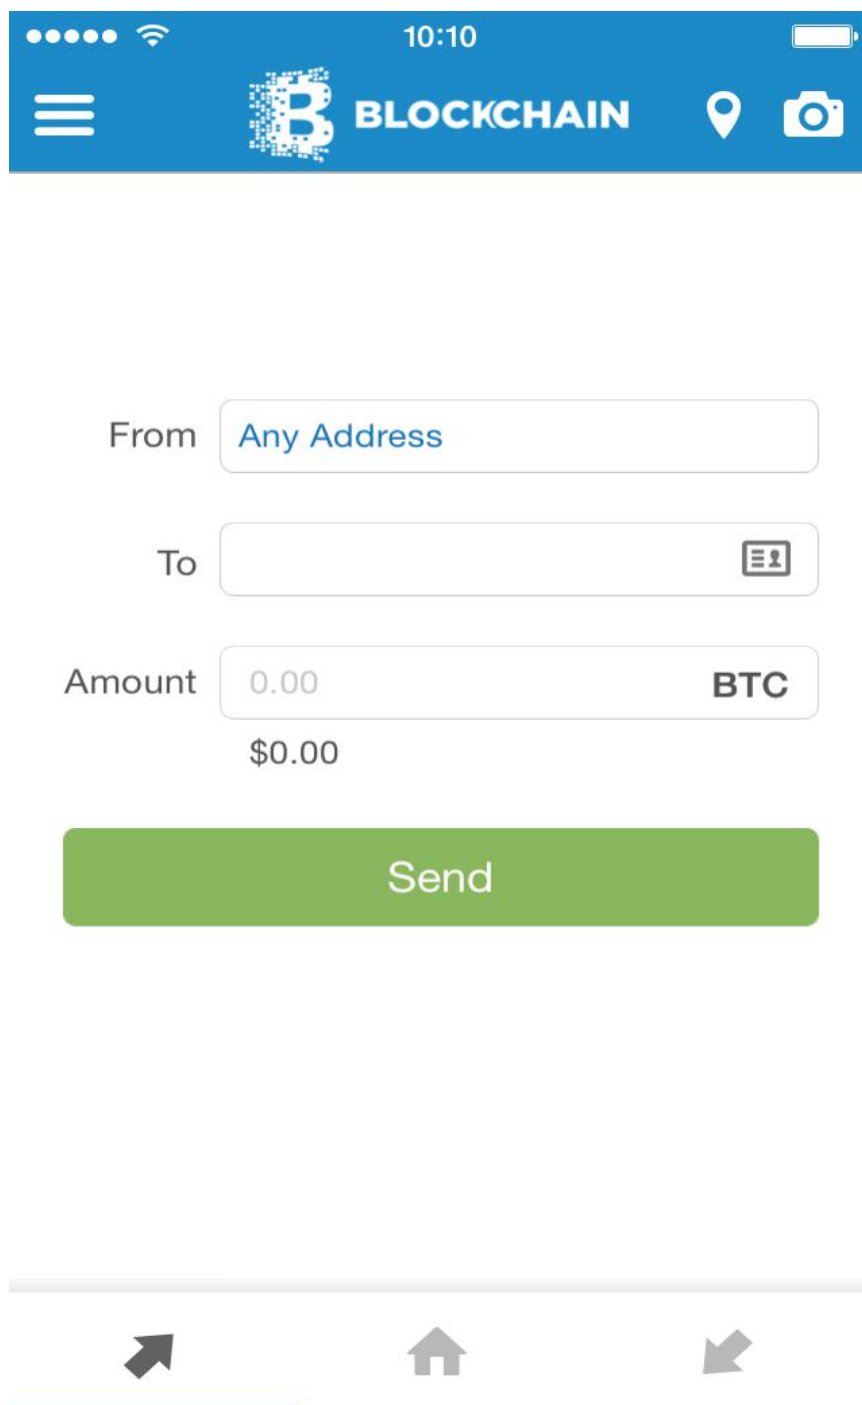 10:10
BLOCKCHAIN
From Any Address
To
Amount 0.00 BTC
$0.00
Send